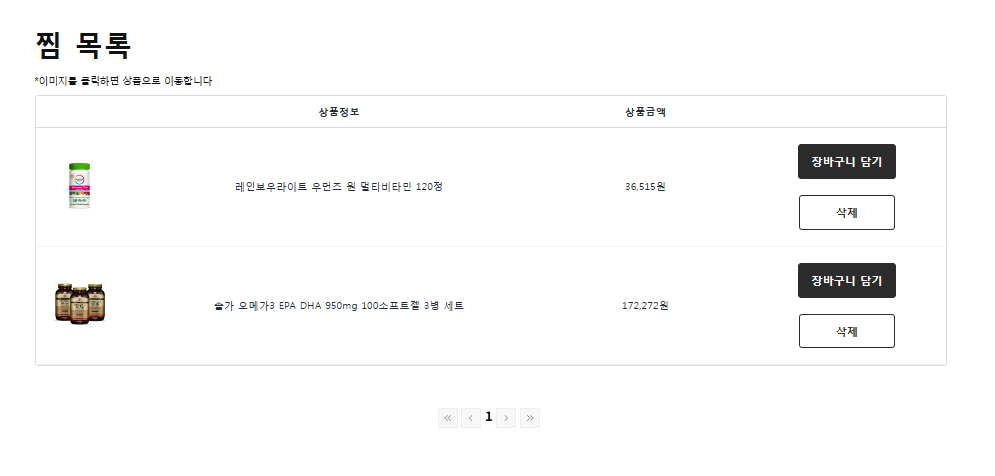 찜 목록
*이미지를 클릭하면 상품으로 이동합니다
상품정보 상품금액
레인보우라이트 우먼즈 원 멀티비타민 120정 36,515원
장바구니 담기
삭제
솔가 오메가3 EPA DHA 950mg 100소프트젤 3병 세트 172,272원
장바구니 담기
삭제
« ‹ 1 › »